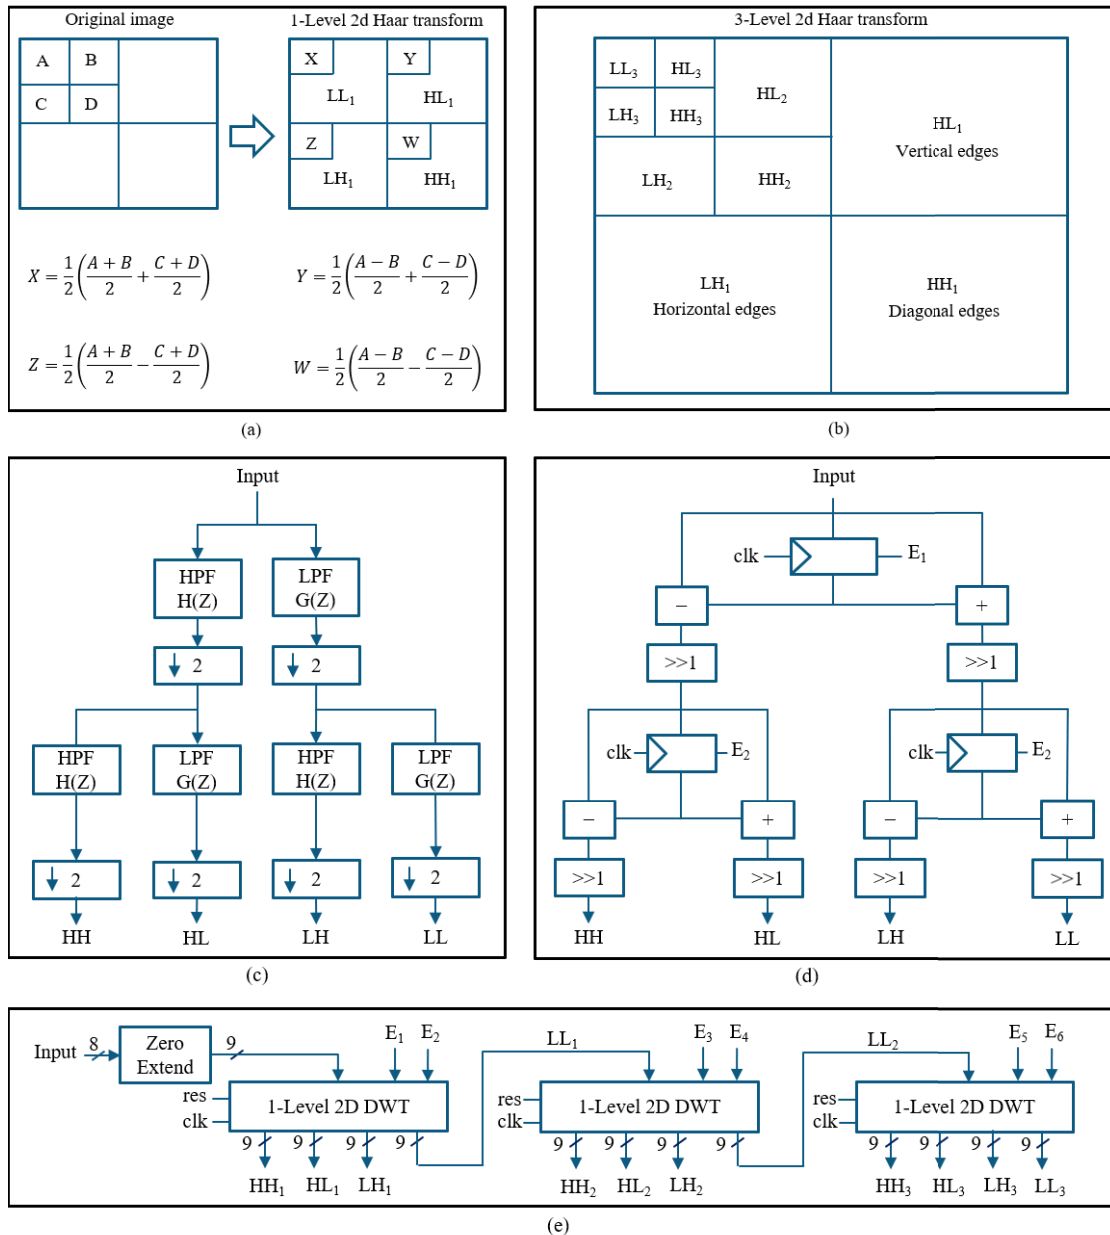 Original image
1-Level 2d Haar transform
A B
C D
X Y
LL₁ HL₁
Z W
LH₁ HH₁
X = 1/2 ( (A + B)/2 + (C + D)/2 )
Y = 1/2 ( (A − B)/2 + (C − D)/2 )
Z = 1/2 ( (A + B)/2 − (C + D)/2 )
W = 1/2 ( (A − B)/2 − (C − D)/2 )
(a)
3-Level 2d Haar transform
LL₃ HL₃
LH₃ HH₃
HL₂
LH₂ HH₂
HL₁
Vertical edges
LH₁
Horizontal edges
HH₁
Diagonal edges
(b)
Input
HPF
H(Z)
LPF
G(Z)
2 2
HPF
H(Z)
LPF
G(Z)
HPF
H(Z)
LPF
G(Z)
2 2 2 2
HH HL LH LL
(c)
Input
clk E₁
− +
>>1 >>1
clk E₂ clk E₂
− + − +
>>1 >>1 >>1 >>1
HH HL LH LL
(d)
Input 8
Zero
Extend
9
E₁ E₂
res
clk
1-Level 2D DWT
9 9 9 9
HH₁ HL₁ LH₁
LL₁
E₃ E₄
res
clk
1-Level 2D DWT
9 9 9 9
HH₂ HL₂ LH₂
LL₂
E₅ E₆
res
clk
1-Level 2D DWT
9 9 9 9
HH₃ HL₃ LH₃ LL₃
(e)